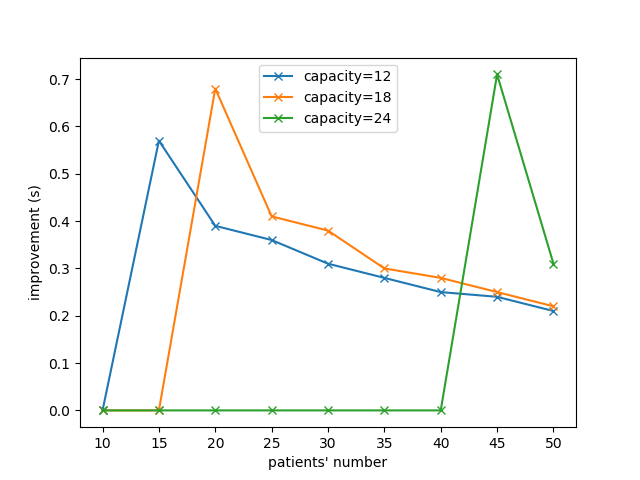 capacity=12
capacity=18
capacity=24
improvement (s)
0.7
0.6
0.5
0.4
0.3
0.2
0.1
0.0
10 15 20 25 30 35 40 45 50
patients' number